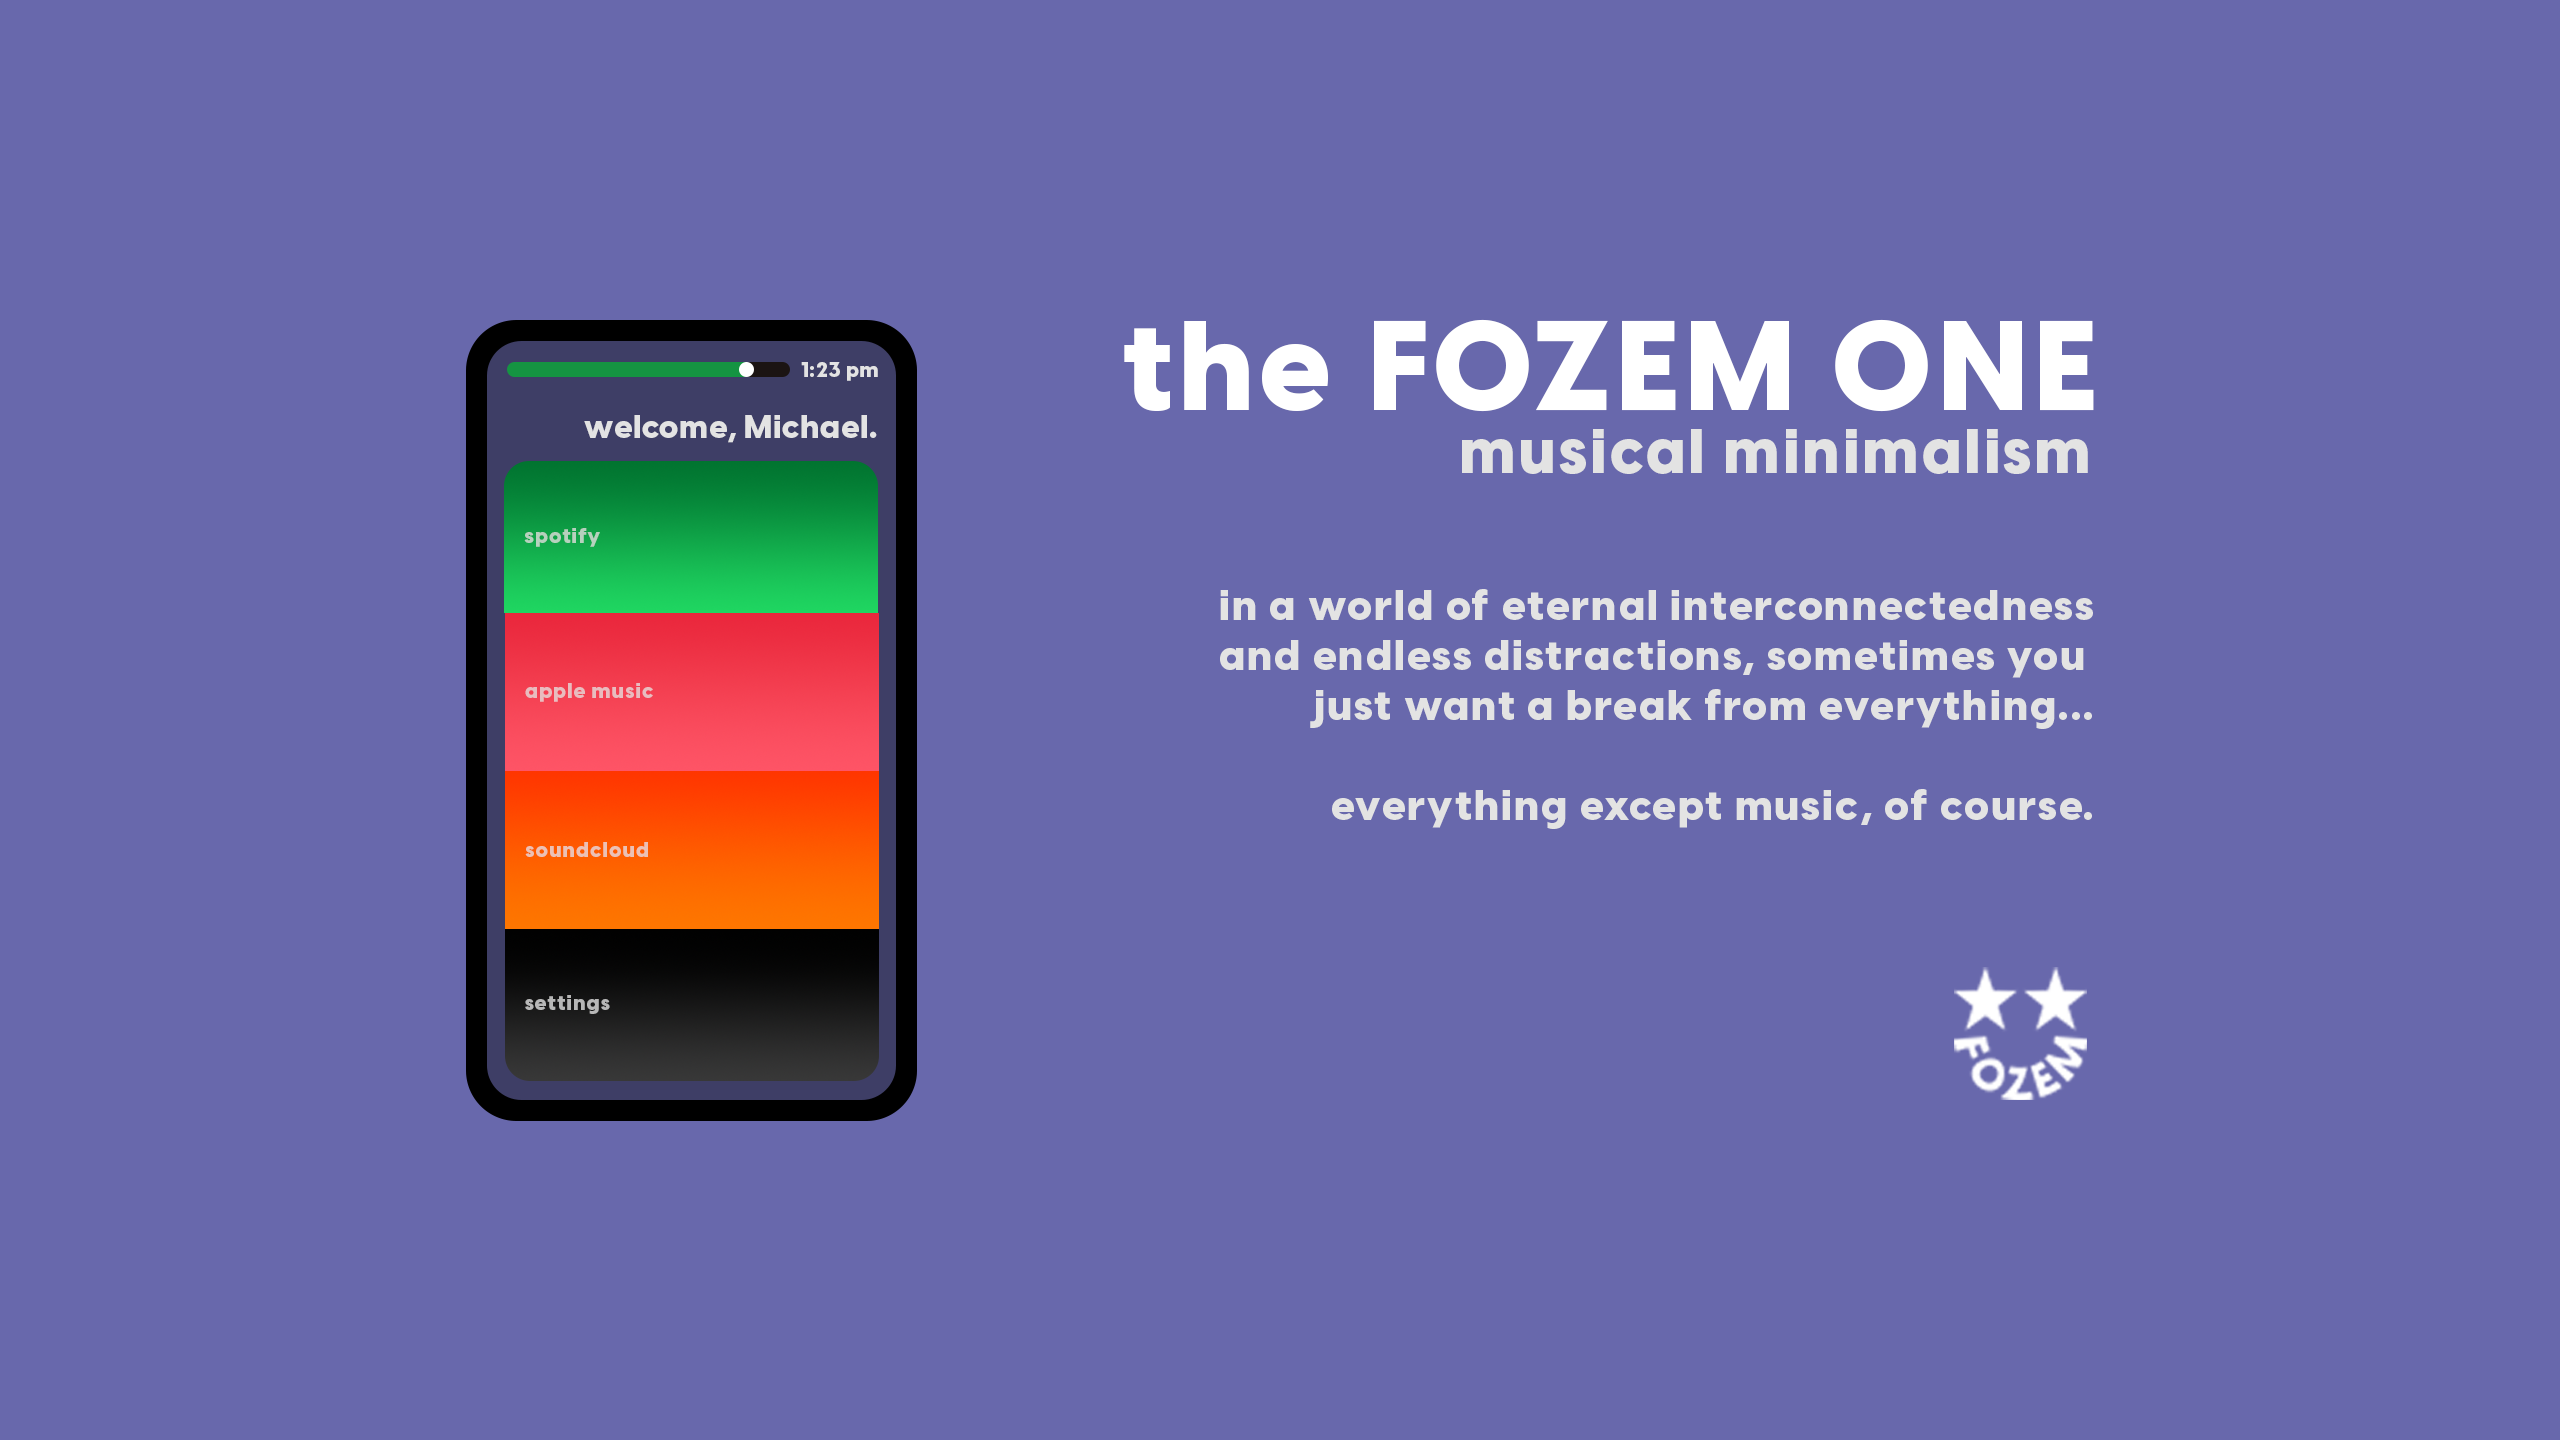 1:23 pm
welcome, Michael.
spotify
apple music
soundcloud
settings
the FOZEM ONE
musical minimalism
in a world of eternal interconnectedness
and endless distractions, sometimes you
just want a break from everything...
everything except music, of course.
FOZEM